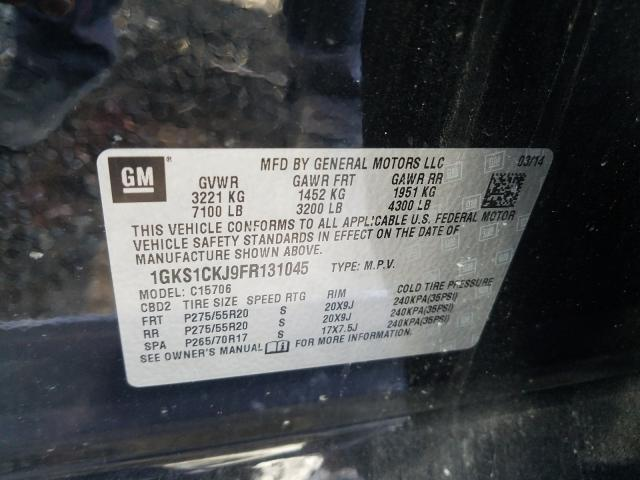 GM ®
MFD BY GENERAL MOTORS LLC 03/14
GVWR GAWR FRT GAWR RR
3221 KG 1452 KG 1951 KG
7100 LB 3200 LB 4300 LB
THIS VEHICLE CONFORMS TO ALL APPLICABLE U.S. FEDERAL MOTOR
VEHICLE SAFETY STANDARDS IN EFFECT ON THE DATE OF
MANUFACTURE SHOWN ABOVE.
1GKS1CKJ9FR131045 TYPE: M.P.V.
MODEL: C15706
CBD2 TIRE SIZE SPEED RTG RIM COLD TIRE PRESSURE
FRT P275/55R20 S 20X9J 240KPA(35PSI)
RR P275/55R20 S 20X9J 240KPA(35PSI)
SPA P265/70R17 S 17X7.5J 240KPA(35PSI)
SEE OWNER'S MANUAL